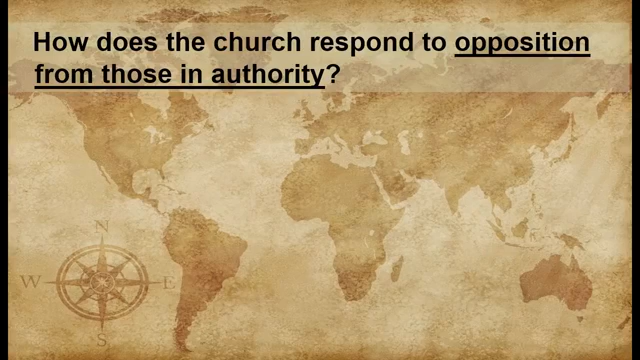 How does the church respond to opposition
from those in authority?
N
W E
S